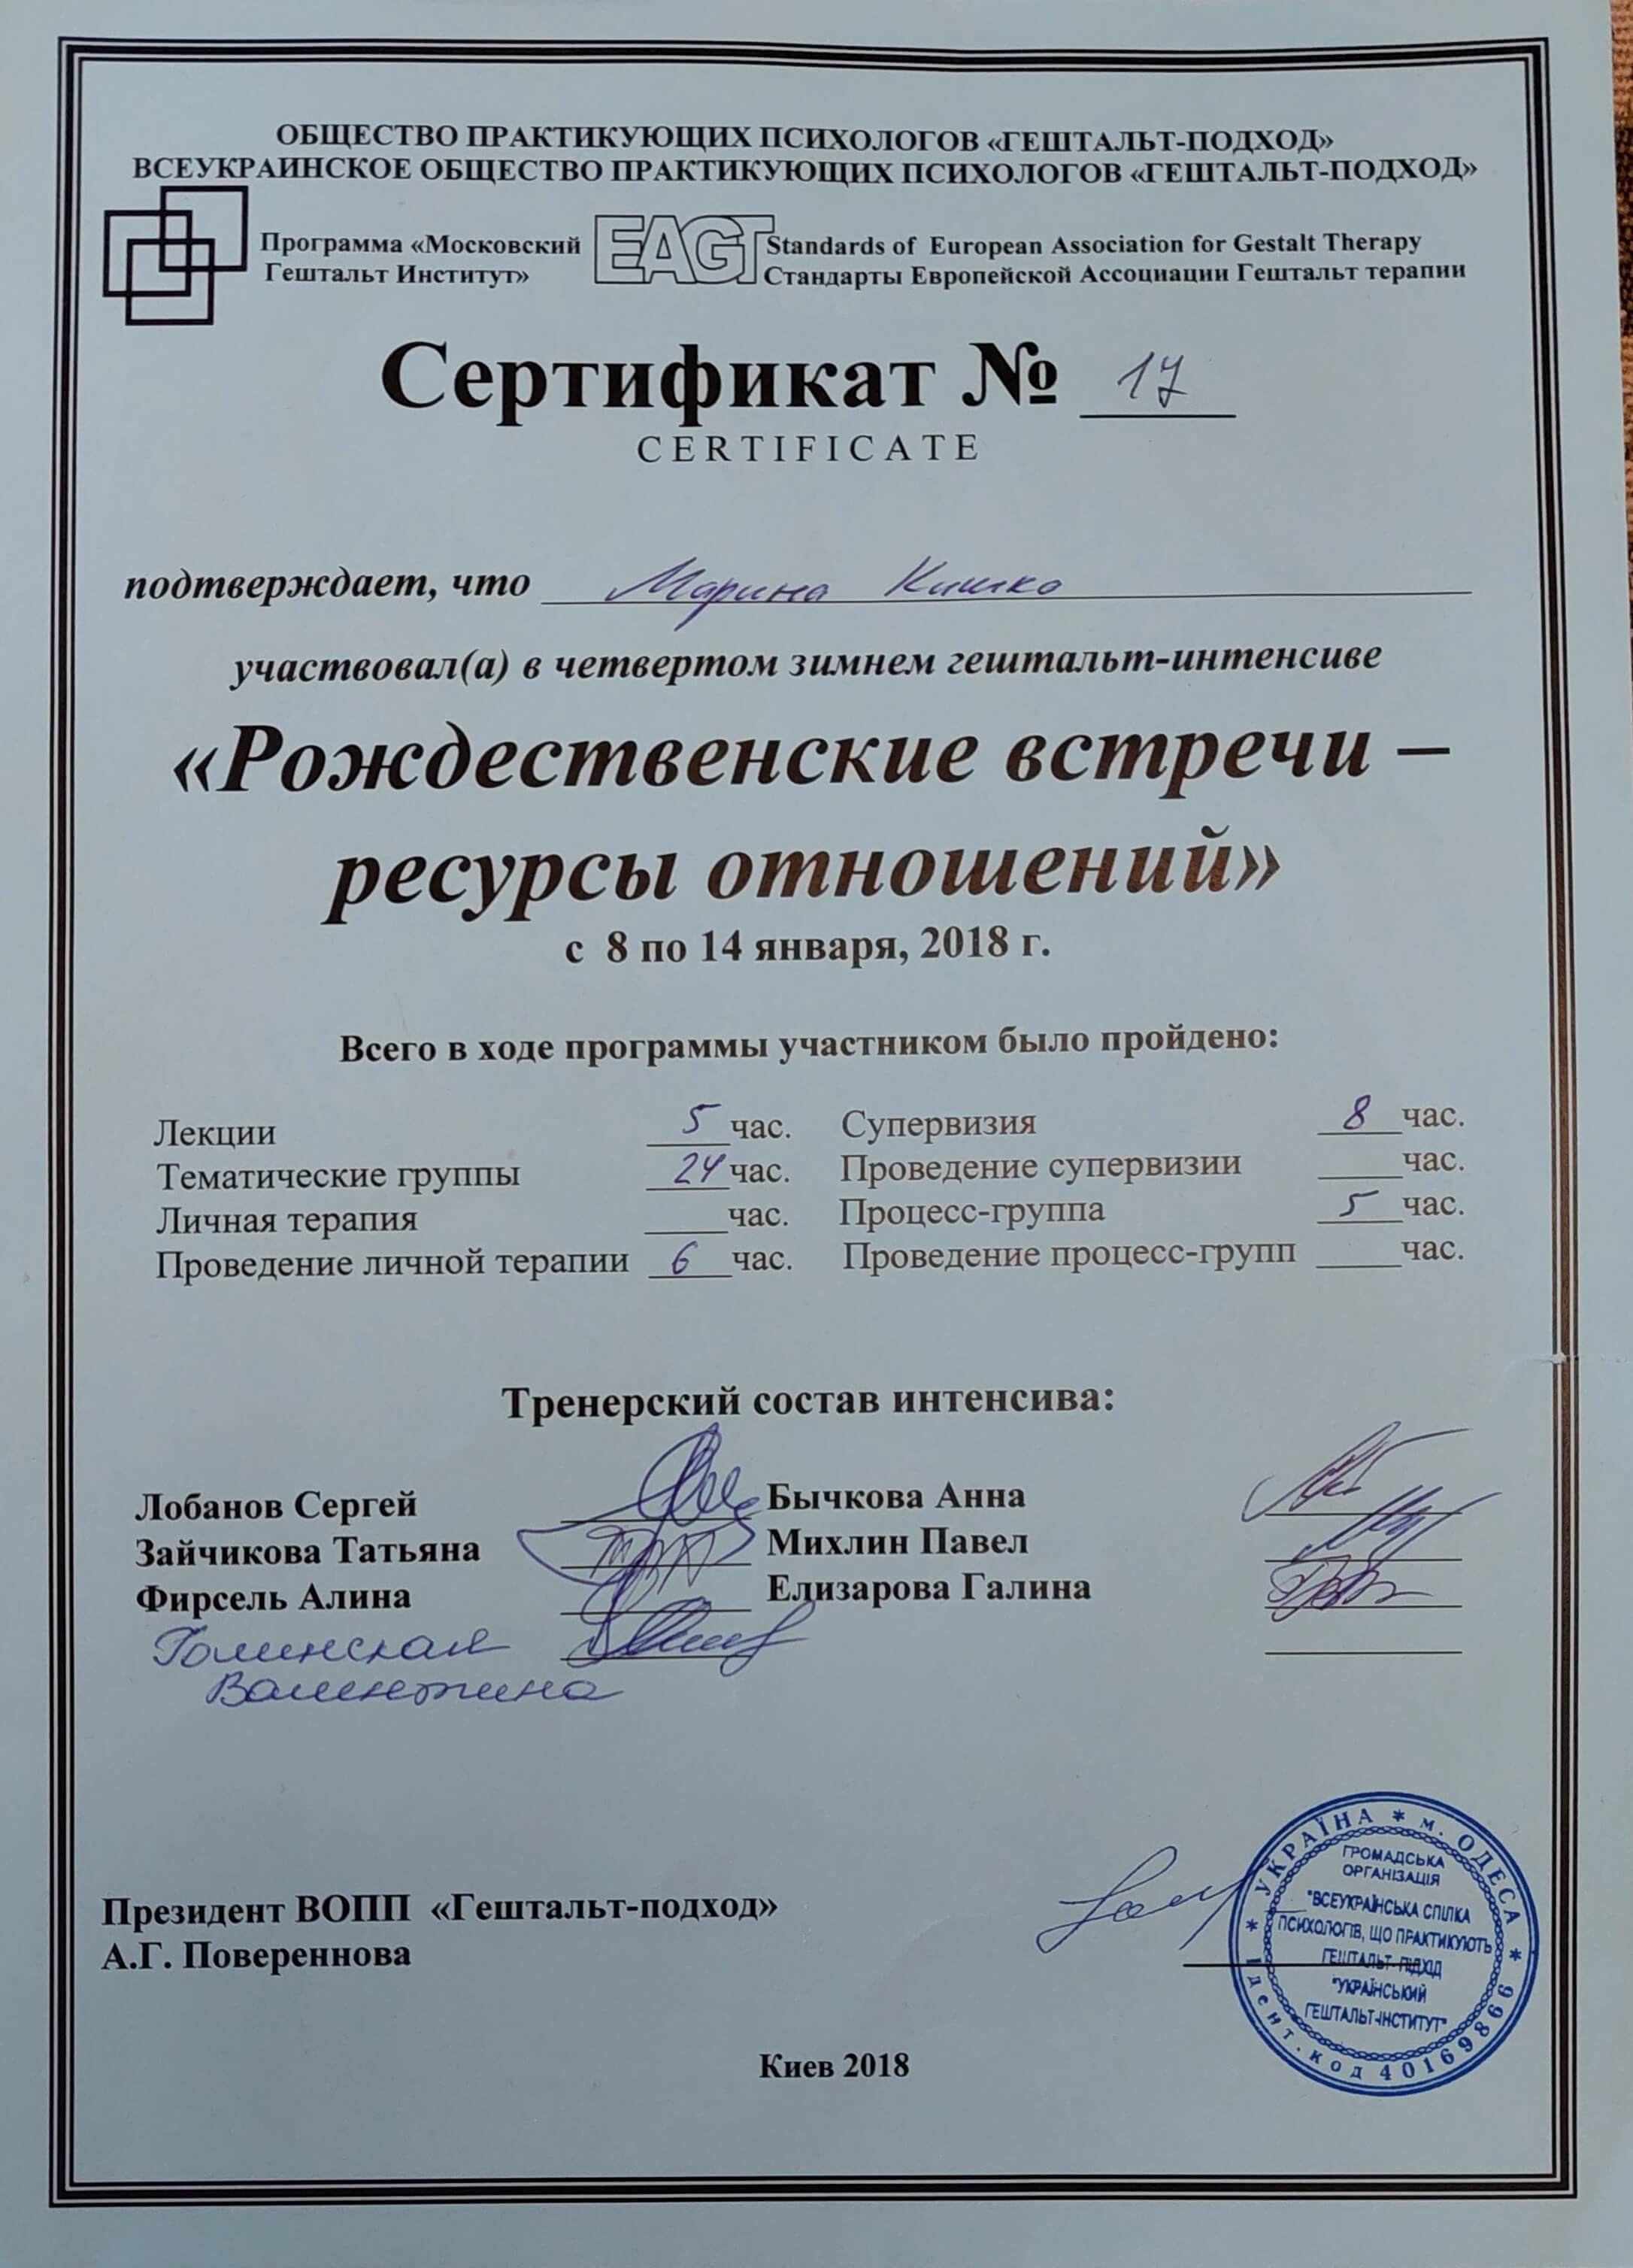 ОБЩЕСТВО ПРАКТИКУЮЩИХ ПСИХОЛОГОВ «ГЕШТАЛЬТ-ПОДХОД»
ВСЕУКРАИНСКОЕ ОБЩЕСТВО ПРАКТИКУЮЩИХ ПСИХОЛОГОВ «ГЕШТАЛЬТ-ПОДХОД»
Программа «Московский Гештальт Институт»
EAGT
Standards of European Association for Gestalt Therapy
Стандарты Европейской Ассоциации Гештальт терапии
Сертификат № 17
CERTIFICATE
подтверждает, что Марина Кишко
участвовал(а) в четвертом зимнем гештальт-интенсиве
«Рождественские встречи –
ресурсы отношений»
с 8 по 14 января, 2018 г.
Всего в ходе программы участником было пройдено:
Лекции 5 час. Супервизия 8 час.
Тематические группы 24 час. Проведение супервизии час.
Личная терапия час. Процесс-группа 5 час.
Проведение личной терапии 6 час. Проведение процесс-групп час.
Тренерский состав интенсива:
Лобанов Сергей Бычкова Анна
Зайчикова Татьяна Михлин Павел
Фирсель Алина Елизарова Галина
Голинская
Валентина
Президент ВОПП «Гештальт-подход»
А.Г. Повереннова
УКРАЇНА * м. ОДЕСА *
Ідент. код 40169866
ГРОМАДСЬКА
ОРГАНІЗАЦІЯ
"ВСЕУКРАЇНСЬКА СПІЛКА
ПСИХОЛОГІВ, ЩО ПРАКТИКУЮТЬ
ГЕШТАЛЬТ-ПІДХІД
"УКРАЇНСЬКИЙ
ГЕШТАЛЬТ-ІНСТИТУТ"
Киев 2018